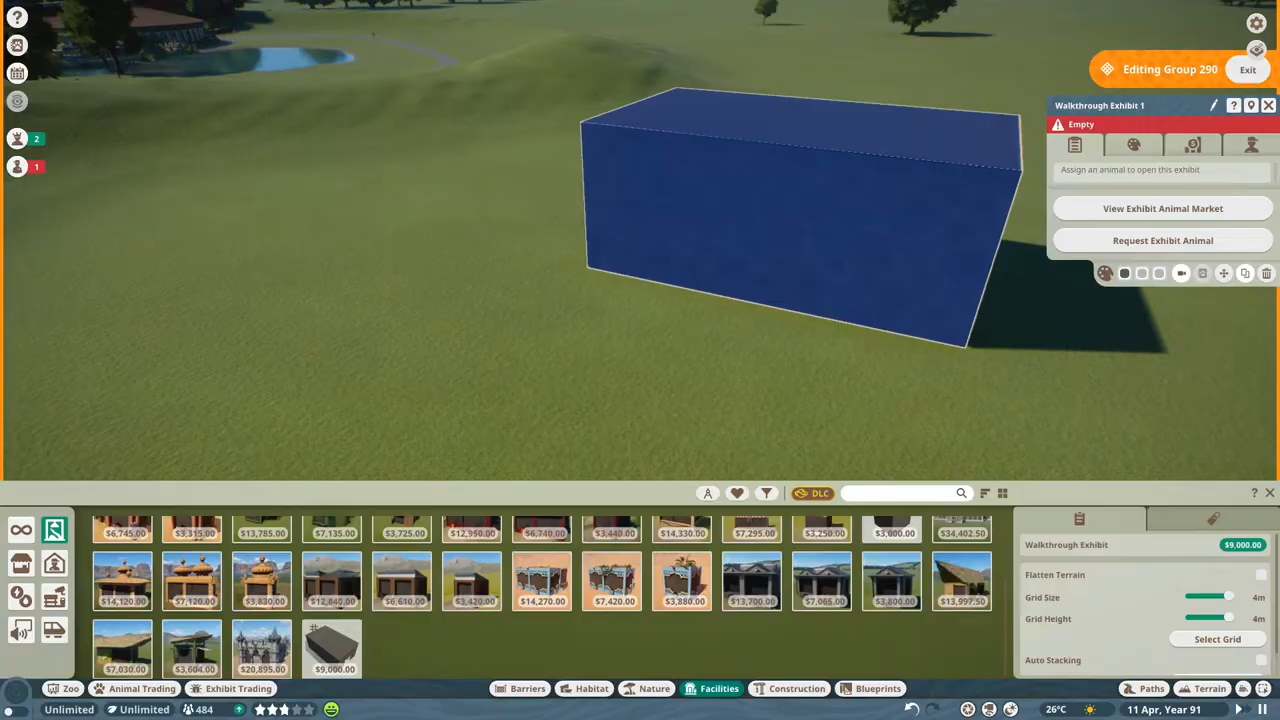 ?
Editing Group 290
Exit
2
1
Walkthrough Exhibit 1
?
Empty
Assign an animal to open this exhibit
View Exhibit Animal Market
Request Exhibit Animal
DLC
?
$6,745.00
$3,315.00
$13,785.00
$7,135.00
$3,725.00
$12,950.00
$6,740.00
$3,440.00
$14,330.00
$7,295.00
$3,250.00
$3,000.00
$34,402.50
$14,120.00
$7,120.00
$3,830.00
$12,840.00
$6,610.00
$3,420.00
$14,270.00
$7,420.00
$3,880.00
$13,700.00
$7,065.00
$3,800.00
$13,997.50
$7,030.00
$3,604.00
$20,895.00
$9,000.00
Walkthrough Exhibit
$9,000.00
Flatten Terrain
Grid Size
4m
Grid Height
4m
Select Grid
Auto Stacking
Zoo
Animal Trading
Exhibit Trading
Barriers
Habitat
Nature
Facilities
Construction
Blueprints
Paths
Terrain
Unlimited
Unlimited
484
26°C
11 Apr, Year 91